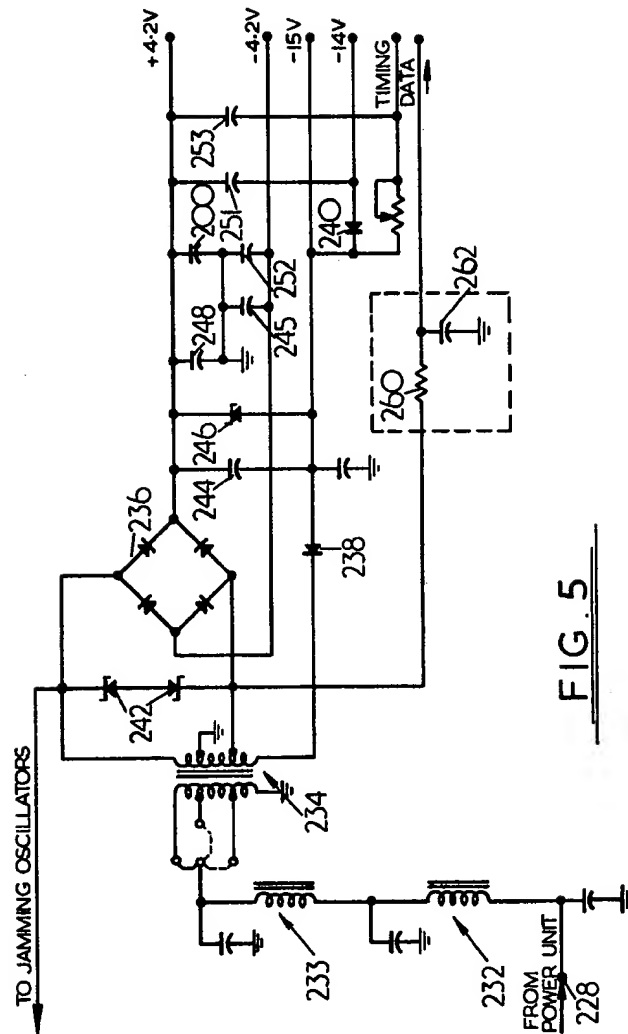 TO JAMMING OSCILLATORS
+4·2V
-4·2V
-15V
-14V
TIMING
DATA
236
253
251
200
248
252
245
246
244
240
242
238
234
260
262
233
232
FROM
POWER UNIT
228
FIG. 5